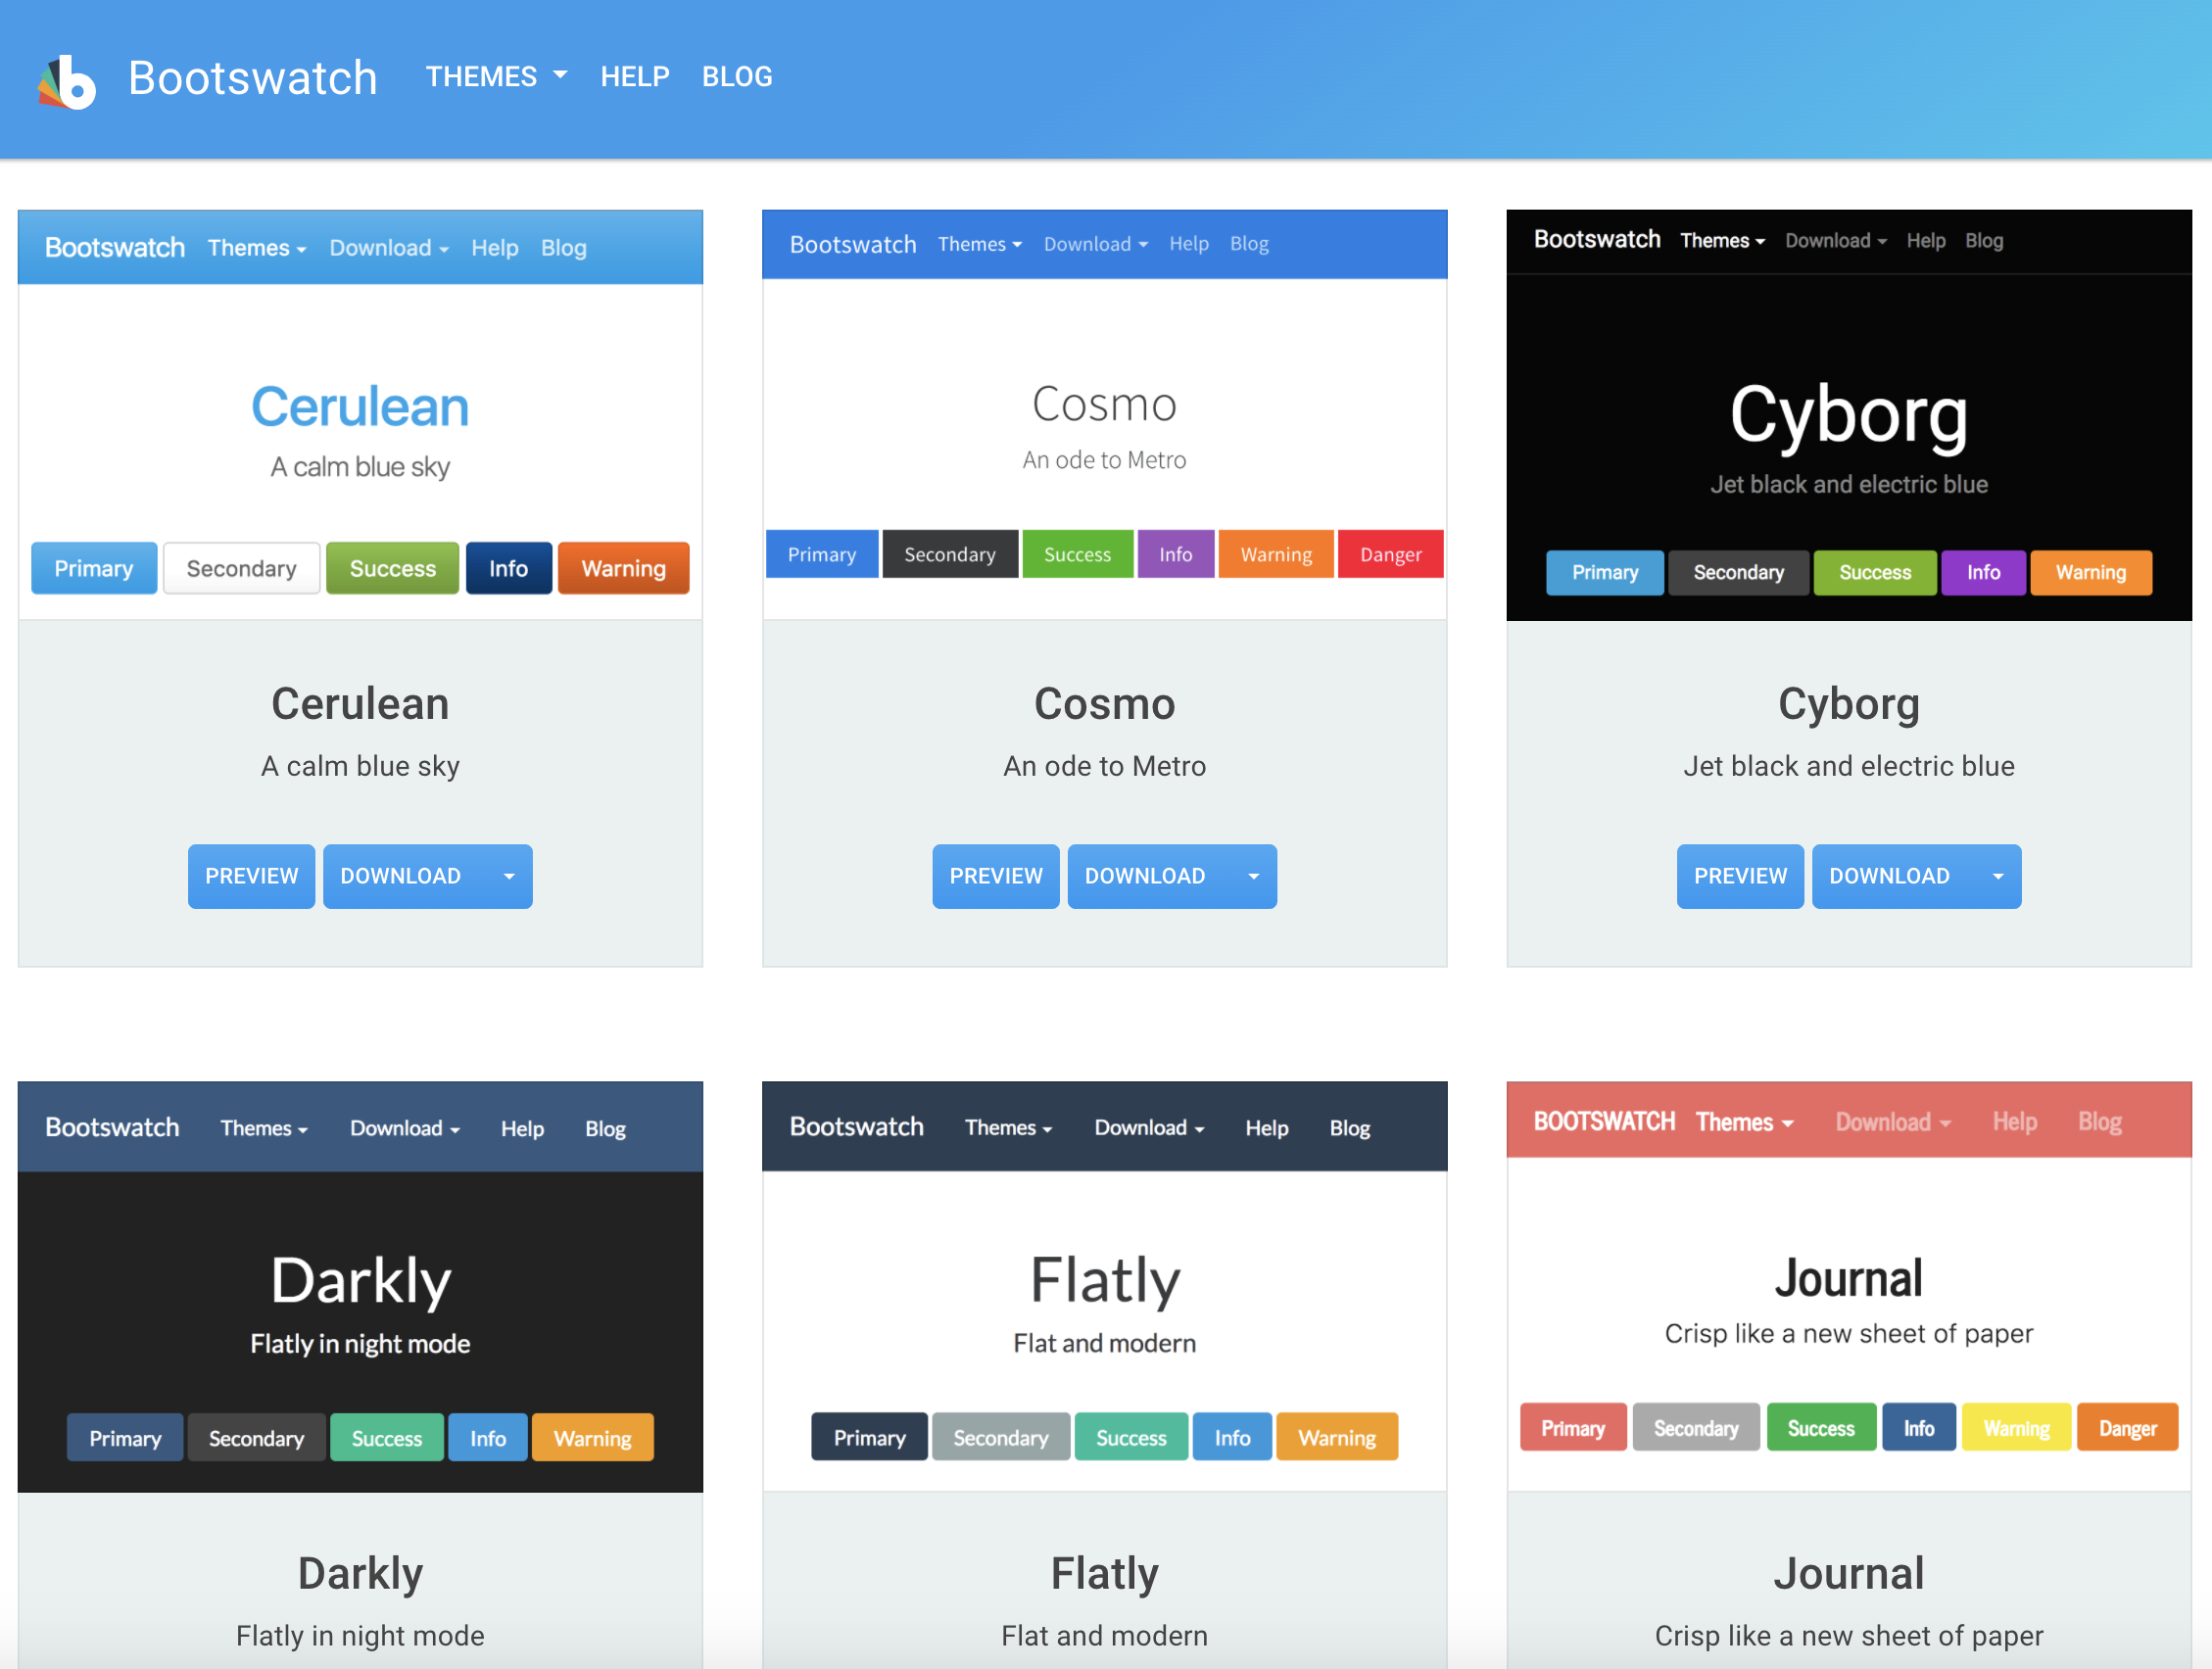 Bootswatch THEMES HELP BLOG
Bootswatch Themes Download Help Blog
Cerulean
A calm blue sky
Primary Secondary Success Info Warning
Cerulean
A calm blue sky
PREVIEW DOWNLOAD
Bootswatch Themes Download Help Blog
Cosmo
An ode to Metro
Primary Secondary Success Info Warning Danger
Cosmo
An ode to Metro
PREVIEW DOWNLOAD
Bootswatch Themes Download Help Blog
Cyborg
Jet black and electric blue
Primary Secondary Success Info Warning
Cyborg
Jet black and electric blue
PREVIEW DOWNLOAD
Bootswatch Themes Download Help Blog
Darkly
Flatly in night mode
Primary Secondary Success Info Warning
Darkly
Flatly in night mode
Bootswatch Themes Download Help Blog
Flatly
Flat and modern
Primary Secondary Success Info Warning
Flatly
Flat and modern
BOOTSWATCH Themes Download Help Blog
Journal
Crisp like a new sheet of paper
Primary Secondary Success Info Warning Danger
Journal
Crisp like a new sheet of paper